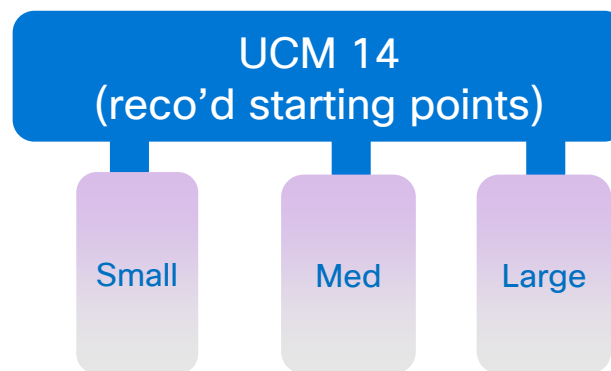 UCM 14
(reco’d starting points)
Small
Med
Large